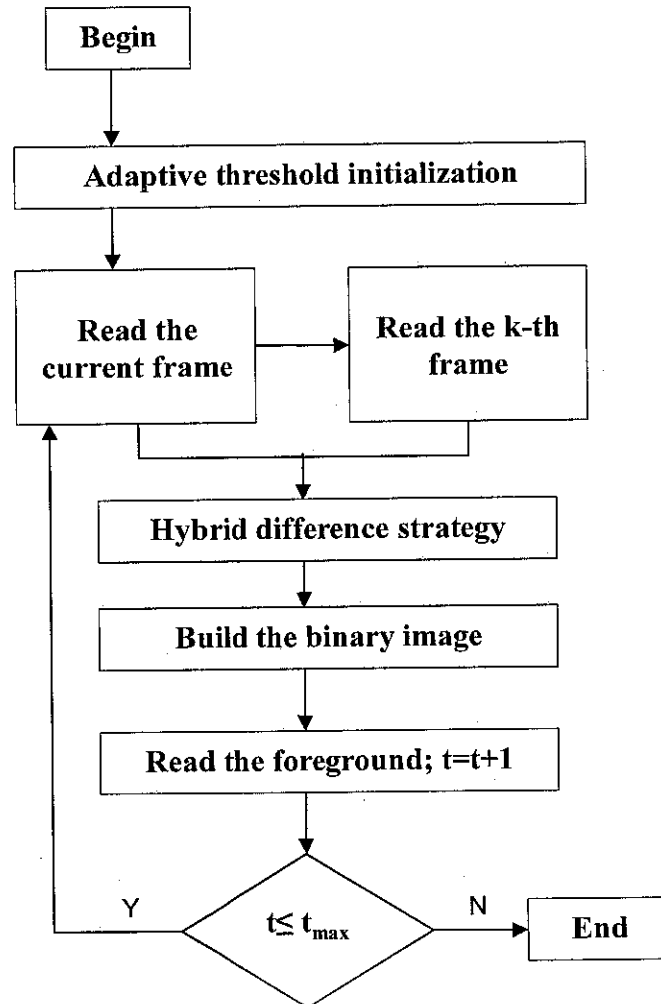 Begin
Adaptive threshold initialization
Read the
current frame
Read the k-th
frame
Hybrid difference strategy
Build the binary image
Read the foreground; t=t+1
t≤ tmax
Y
N
End